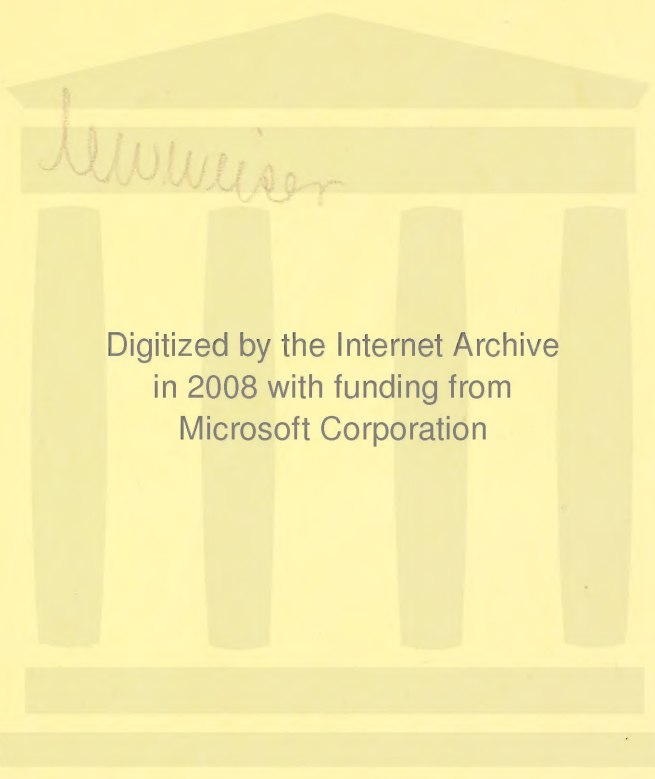 Digitized by the Internet Archive
in 2008 with funding from
Microsoft Corporation